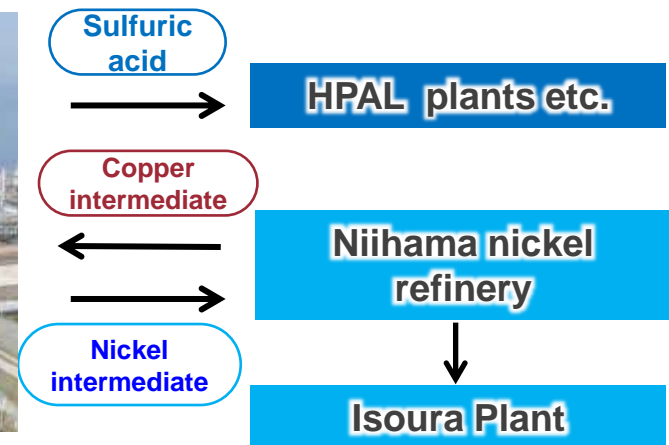 Sulfuric
acid
HPAL plants etc.
Copper
intermediate
Niihama nickel
refinery
Nickel
intermediate
Isoura Plant